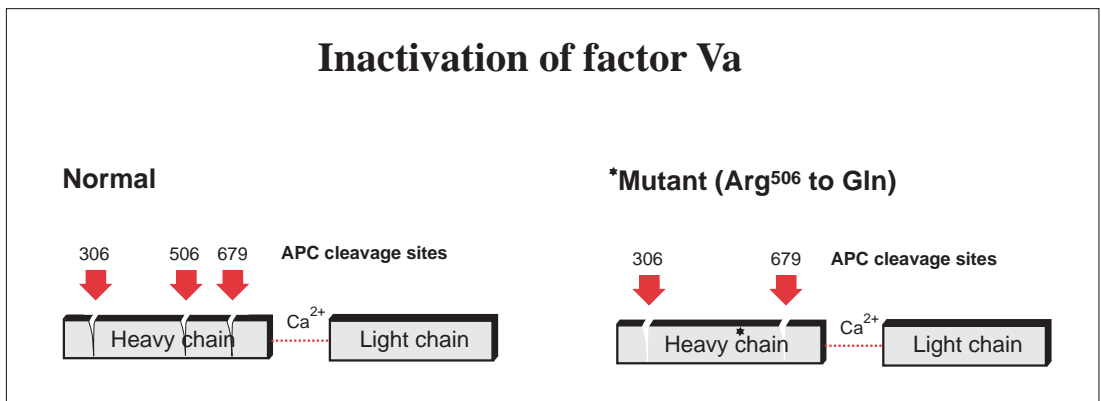 Inactivation of factor Va
Normal
*Mutant (Arg⁵⁰⁶ to Gln)
306 506 679 APC cleavage sites
Heavy chain
Ca²⁺
Light chain
306 679 APC cleavage sites
Heavy chain
*
Ca²⁺
Light chain